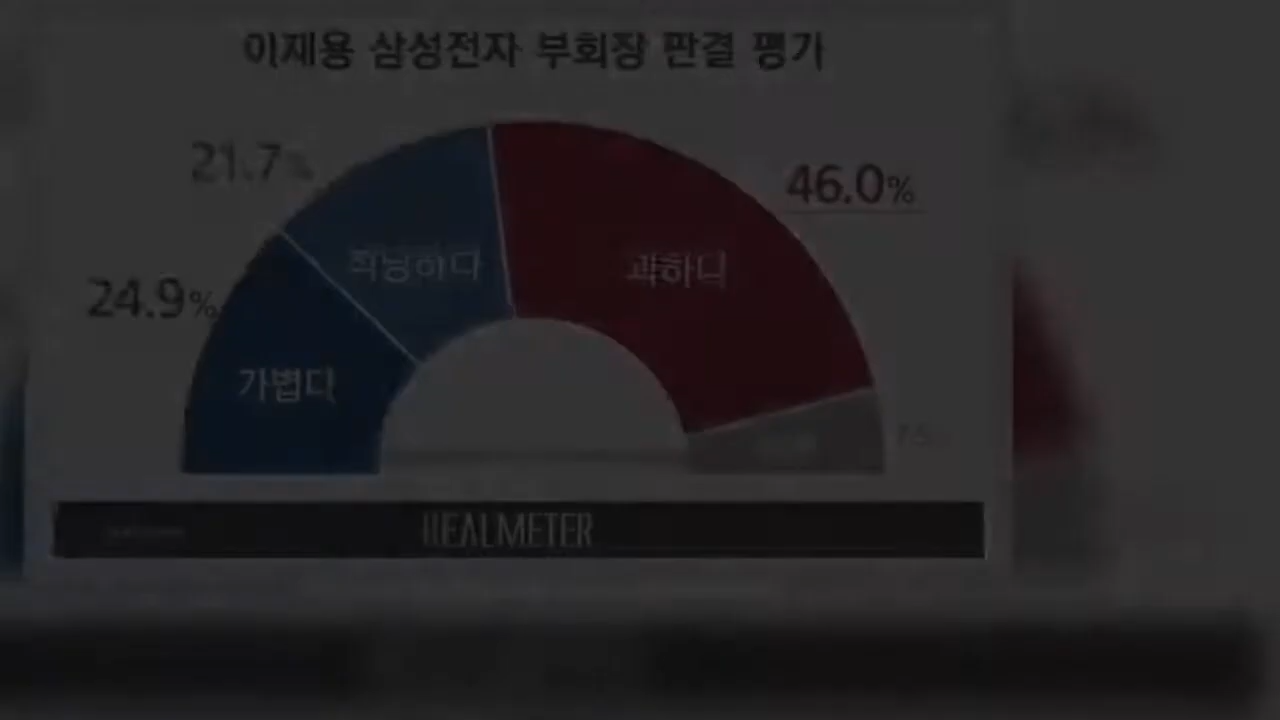 이재용 삼성전자 부회장 판결 평가
21.7%
46.0%
적당하다
과하다
24.9%
가볍다
REALMETER